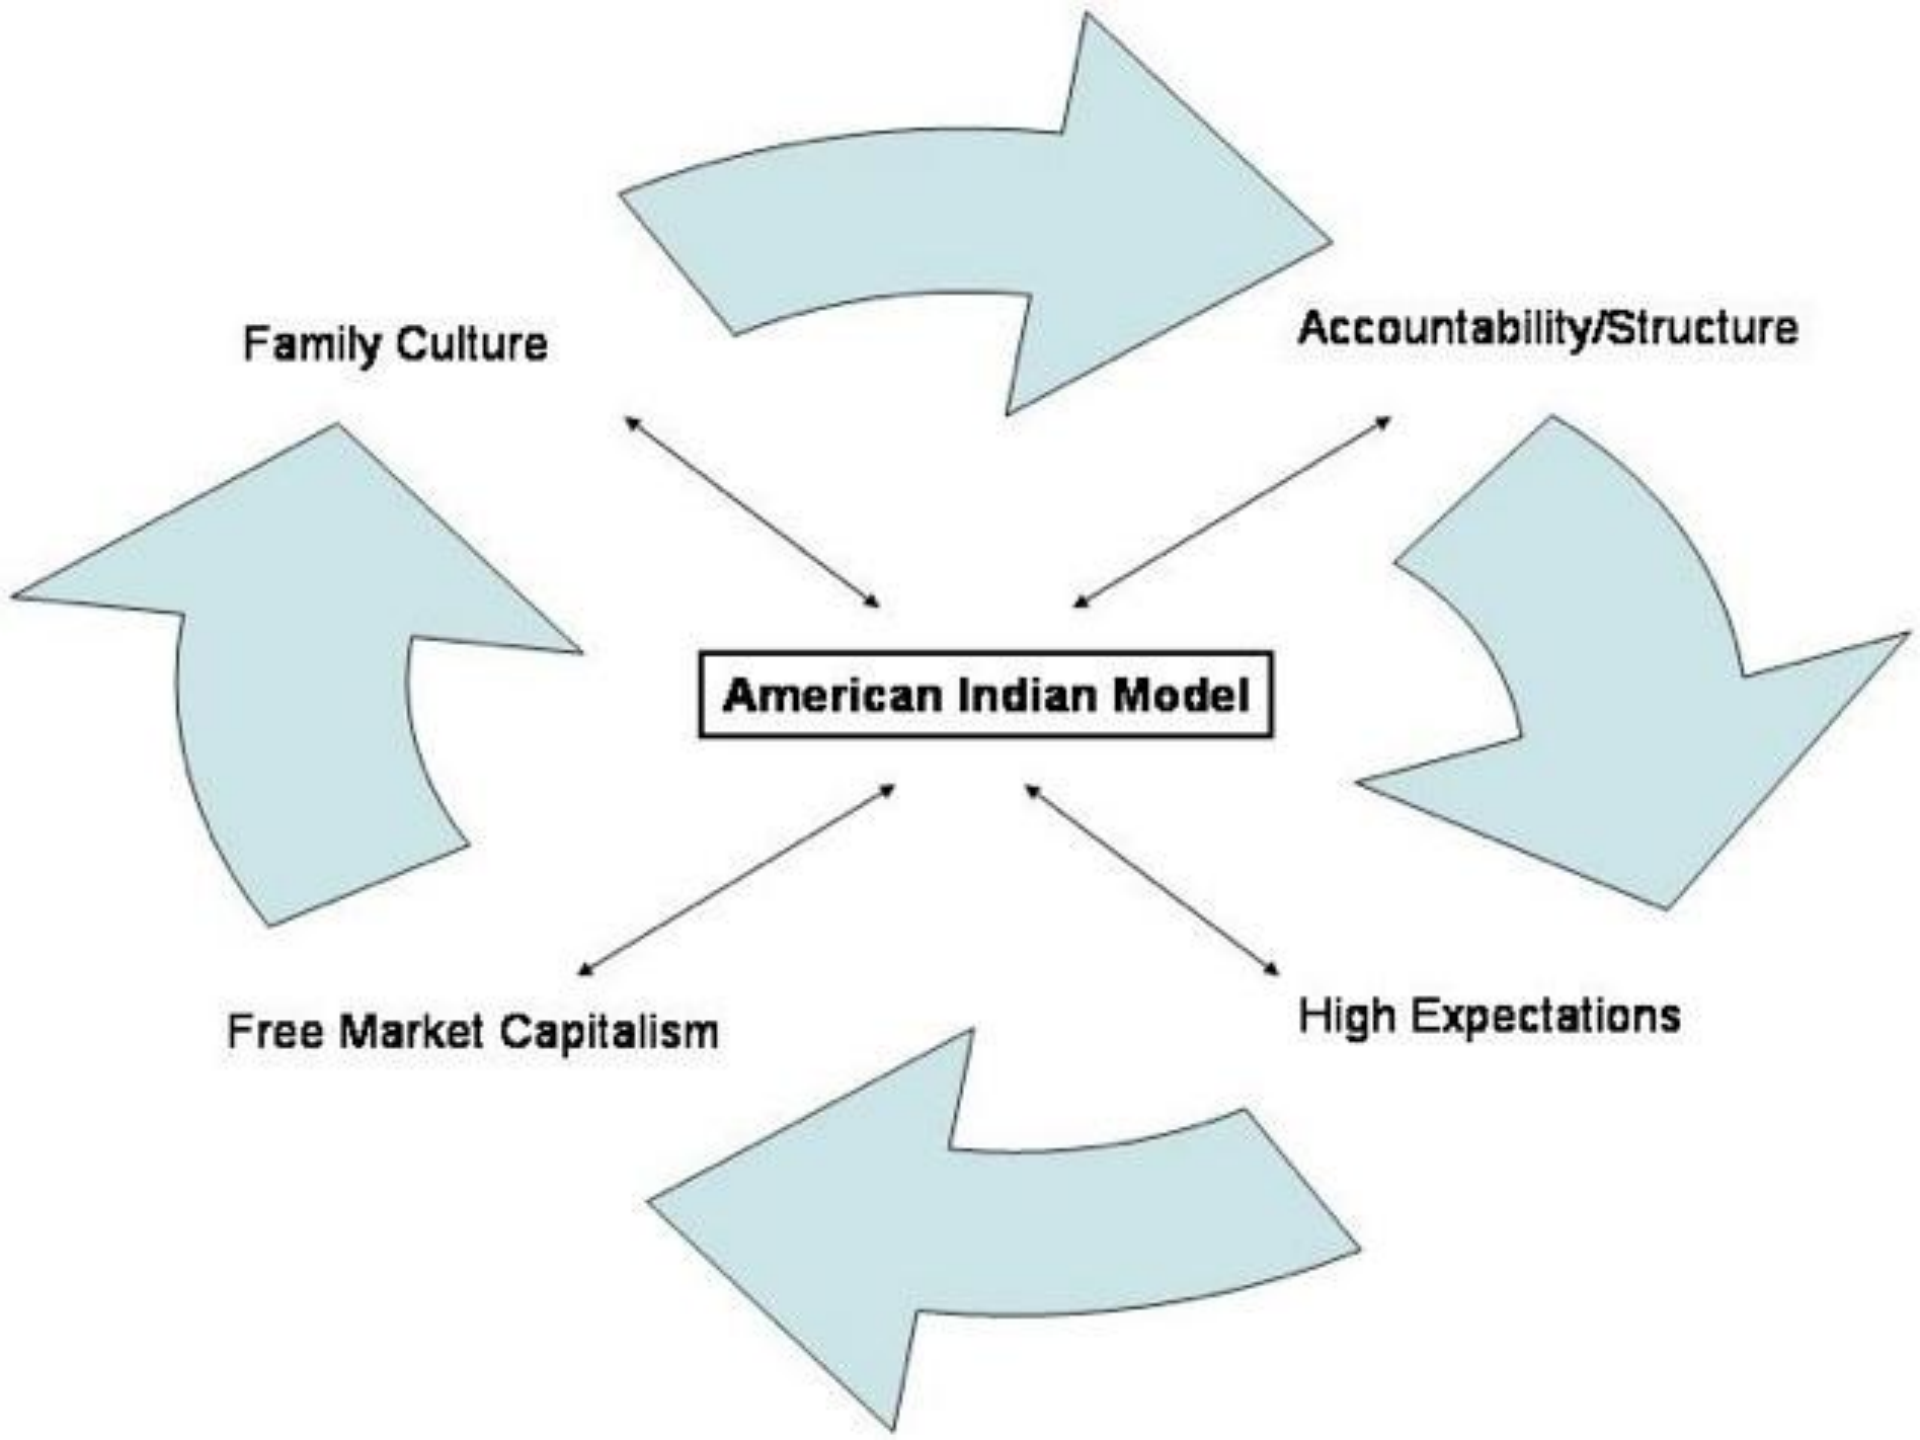 Family Culture
Accountability/Structure
American Indian Model
Free Market Capitalism
High Expectations